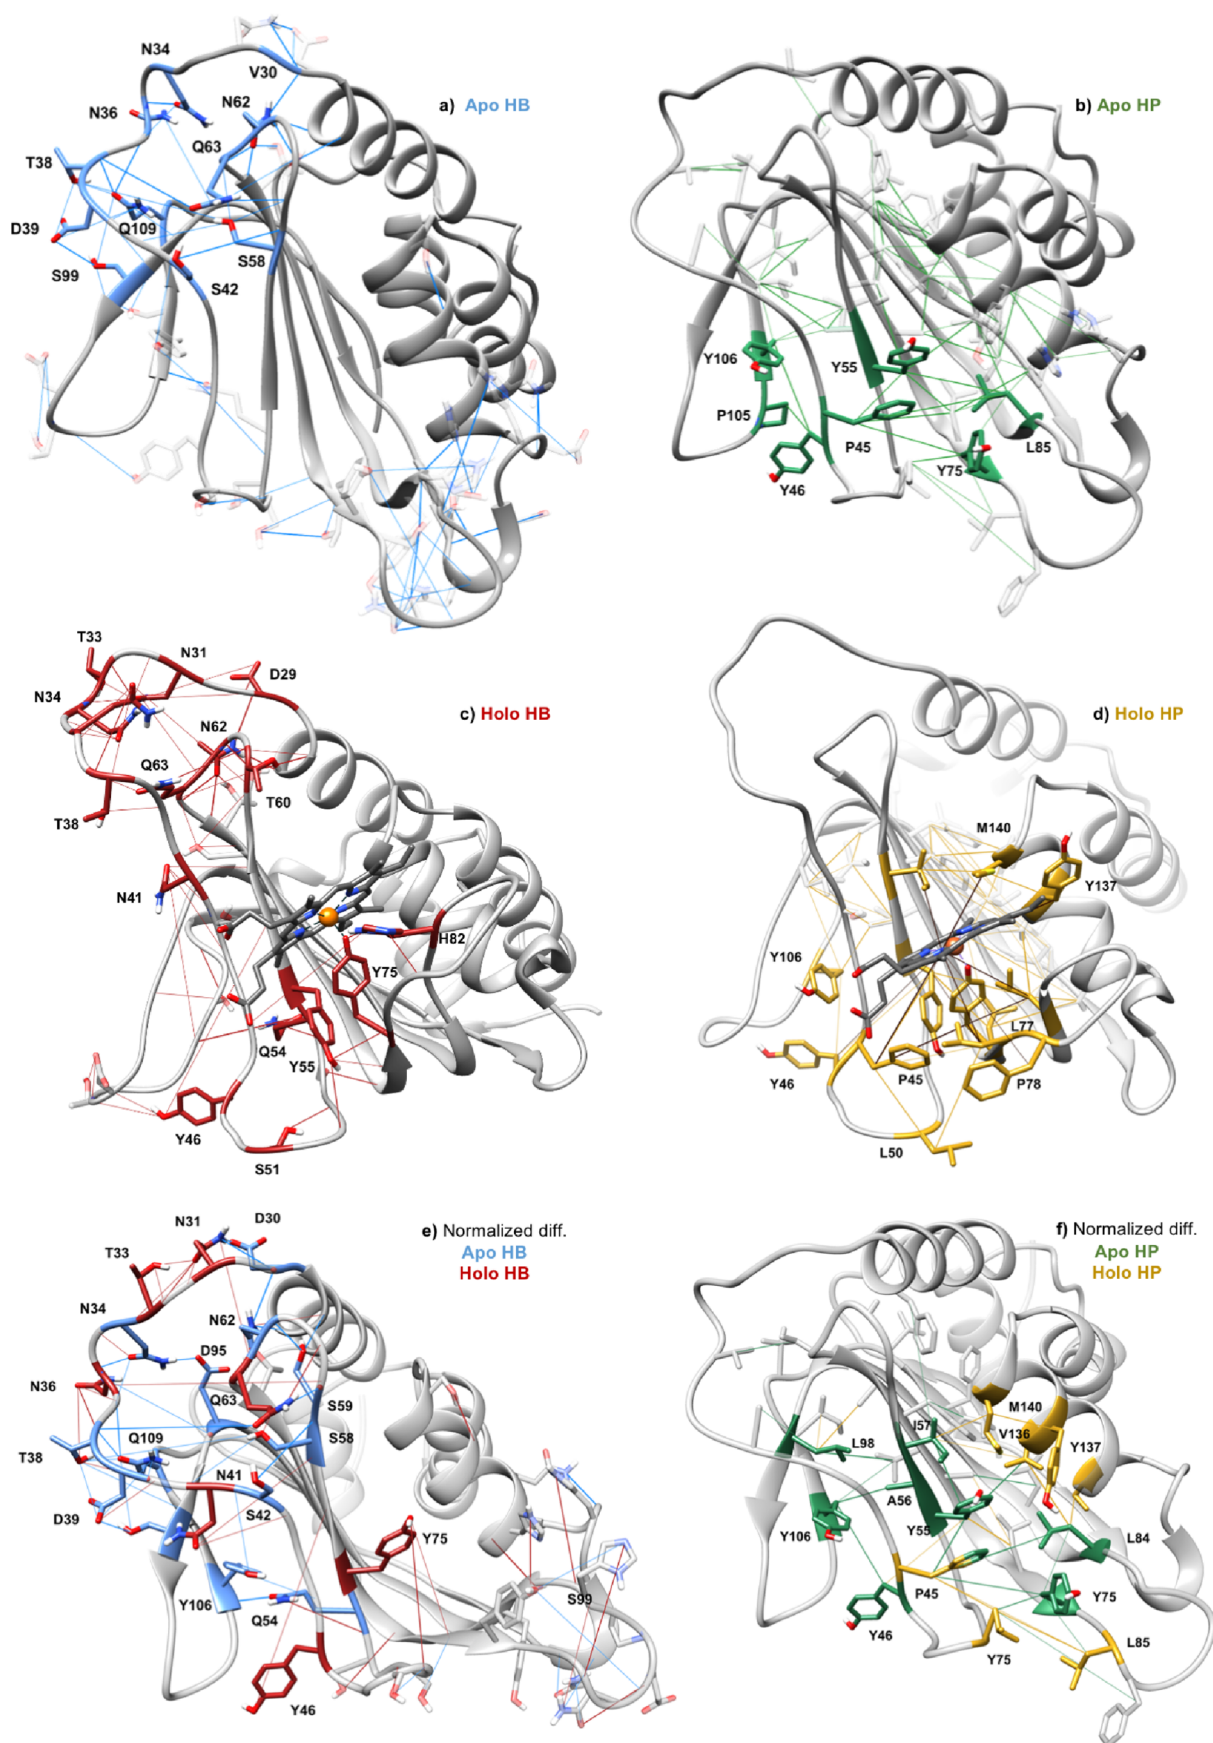 N34
V30
a) Apo HB
N36
N62
Q63
T38
D39
Q109
S99
S58
S42
b) Apo HP
Y106
Y55
P105
P45
L85
Y46
Y75
T33
N31
D29
N34
c) Holo HB
N62
Q63
T60
T38
N41
H82
Y75
Q54
Y55
Y46
S51
d) Holo HP
M140
Y137
Y106
L77
Y46
P45
P78
L50
N31
D30
e) Normalized diff.
Apo HB
Holo HB
T33
N34
N62
D95
N36
Q63
S59
S58
Q109
T38
N41
S42
D39
Y75
S99
Y106
Q54
Y46
f) Normalized diff.
Apo HP
Holo HP
M140
I57
V136
L98
Y137
A56
Y106
Y55
L84
P45
Y75
Y46
Y75
L85